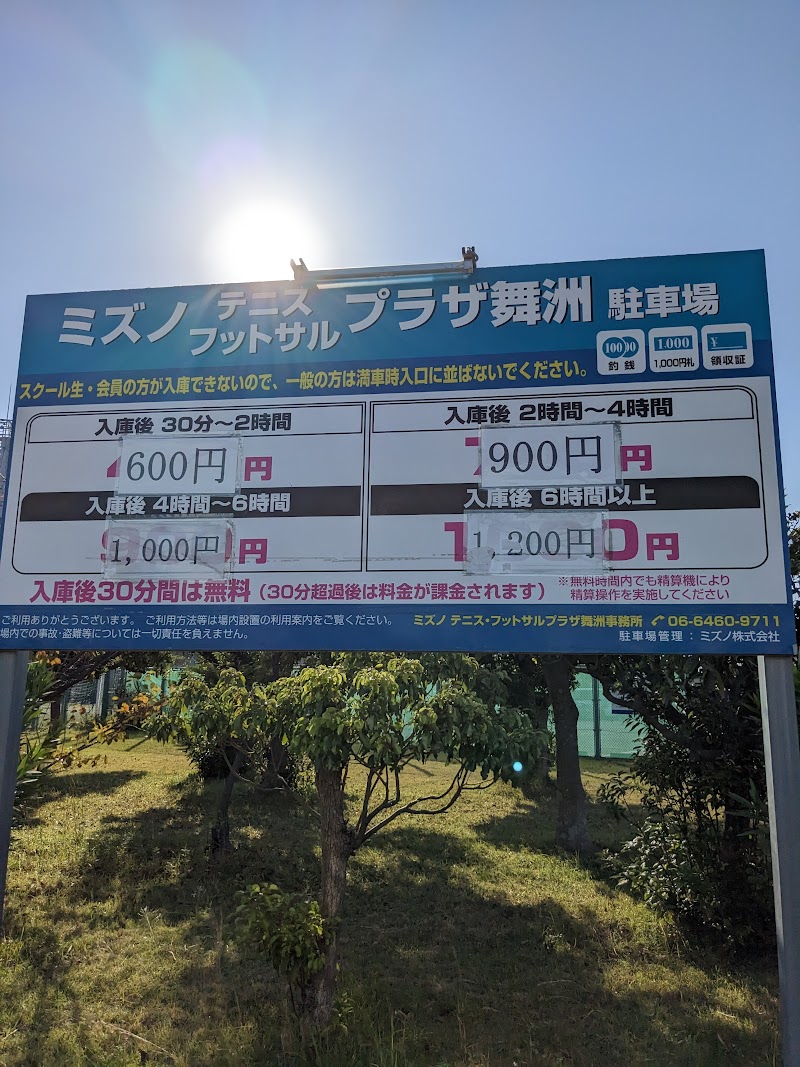 ミズノ テニス フットサル プラザ舞洲 駐車場
10000 釣銭
1,000 1,000円札
¥ 領収証
スクール生・会員の方が入庫できないので、一般の方は満車時入口に並ばないでください。
入庫後 30分〜2時間
600円 円
入庫後 2時間〜4時間
900円 円
入庫後 4時間〜6時間
1,000円 円
入庫後 6時間以上
1,200円 0円
入庫後30分間は無料(30分超過後は料金が課金されます)
※無料時間内でも精算機により
精算操作を実施してください
ご利用ありがとうございます。 ご利用方法等は場内設置の利用案内をご覧ください。
場内での事故・盗難等については一切責任を負えません。
ミズノ テニス・フットサルプラザ舞洲事務所 06-6460-9711
駐車場管理:ミズノ株式会社